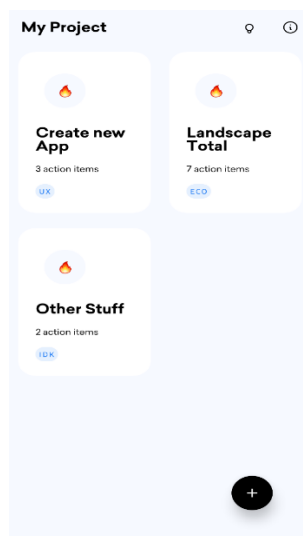 My Project
Create new
App
3 action items
UX
Landscape
Total
7 action items
ECO
Other Stuff
2 action items
IDK
+